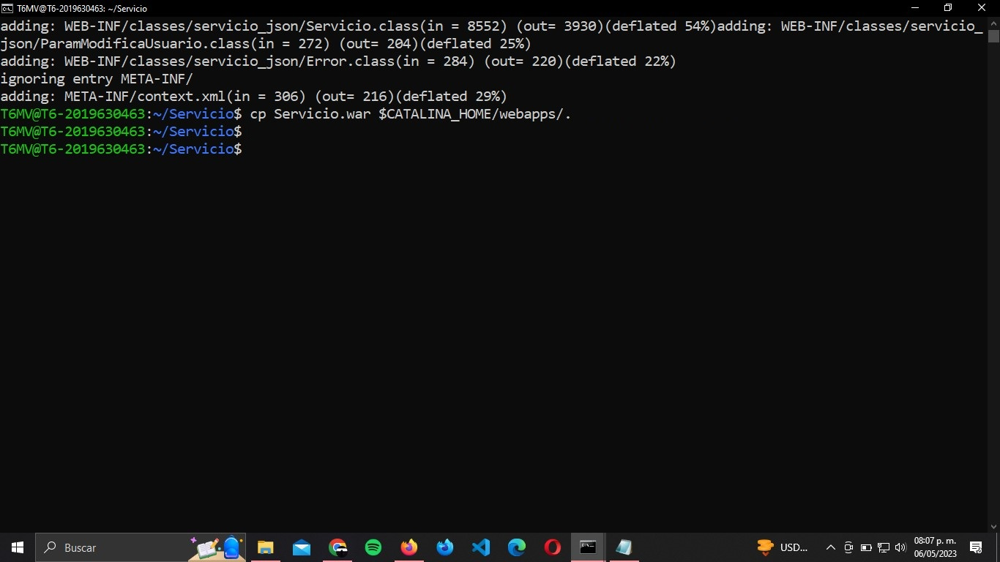 T6MV@T6-2019630463: ~/Servicio
adding: WEB-INF/classes/servicio_json/Servicio.class(in = 8552) (out= 3930)(deflated 54%)adding: WEB-INF/classes/servicio_
json/ParamModificaUsuario.class(in = 272) (out= 204)(deflated 25%)
adding: WEB-INF/classes/servicio_json/Error.class(in = 284) (out= 220)(deflated 22%)
ignoring entry META-INF/
adding: META-INF/context.xml(in = 306) (out= 216)(deflated 29%)
T6MV@T6-2019630463:~/Servicio$ cp Servicio.war $CATALINA_HOME/webapps/.
T6MV@T6-2019630463:~/Servicio$
T6MV@T6-2019630463:~/Servicio$
Buscar
USD...
08:07 p. m.
06/05/2023